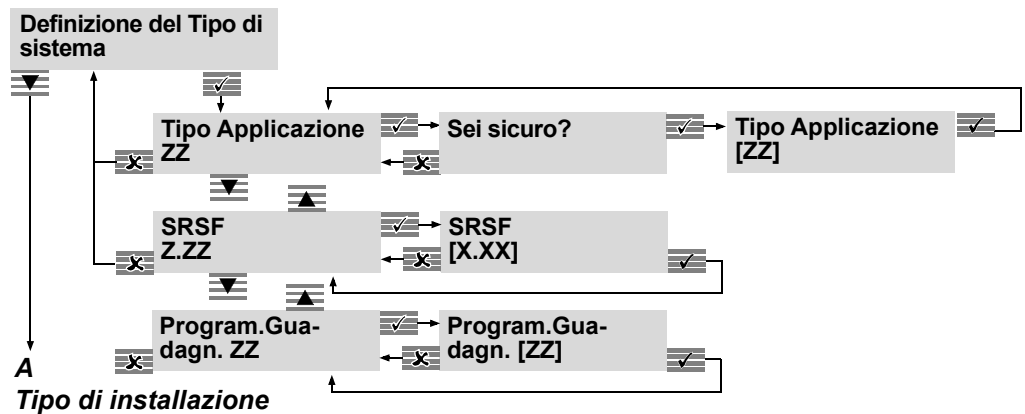 Definizione del Tipo di
sistema
Tipo Applicazione
ZZ
Sei sicuro?
Tipo Applicazione
[ZZ]
SRSF
Z.ZZ
SRSF
[X.XX]
Program.Gua-
dagn. ZZ
Program.Gua-
dagn. [ZZ]
A
Tipo di installazione